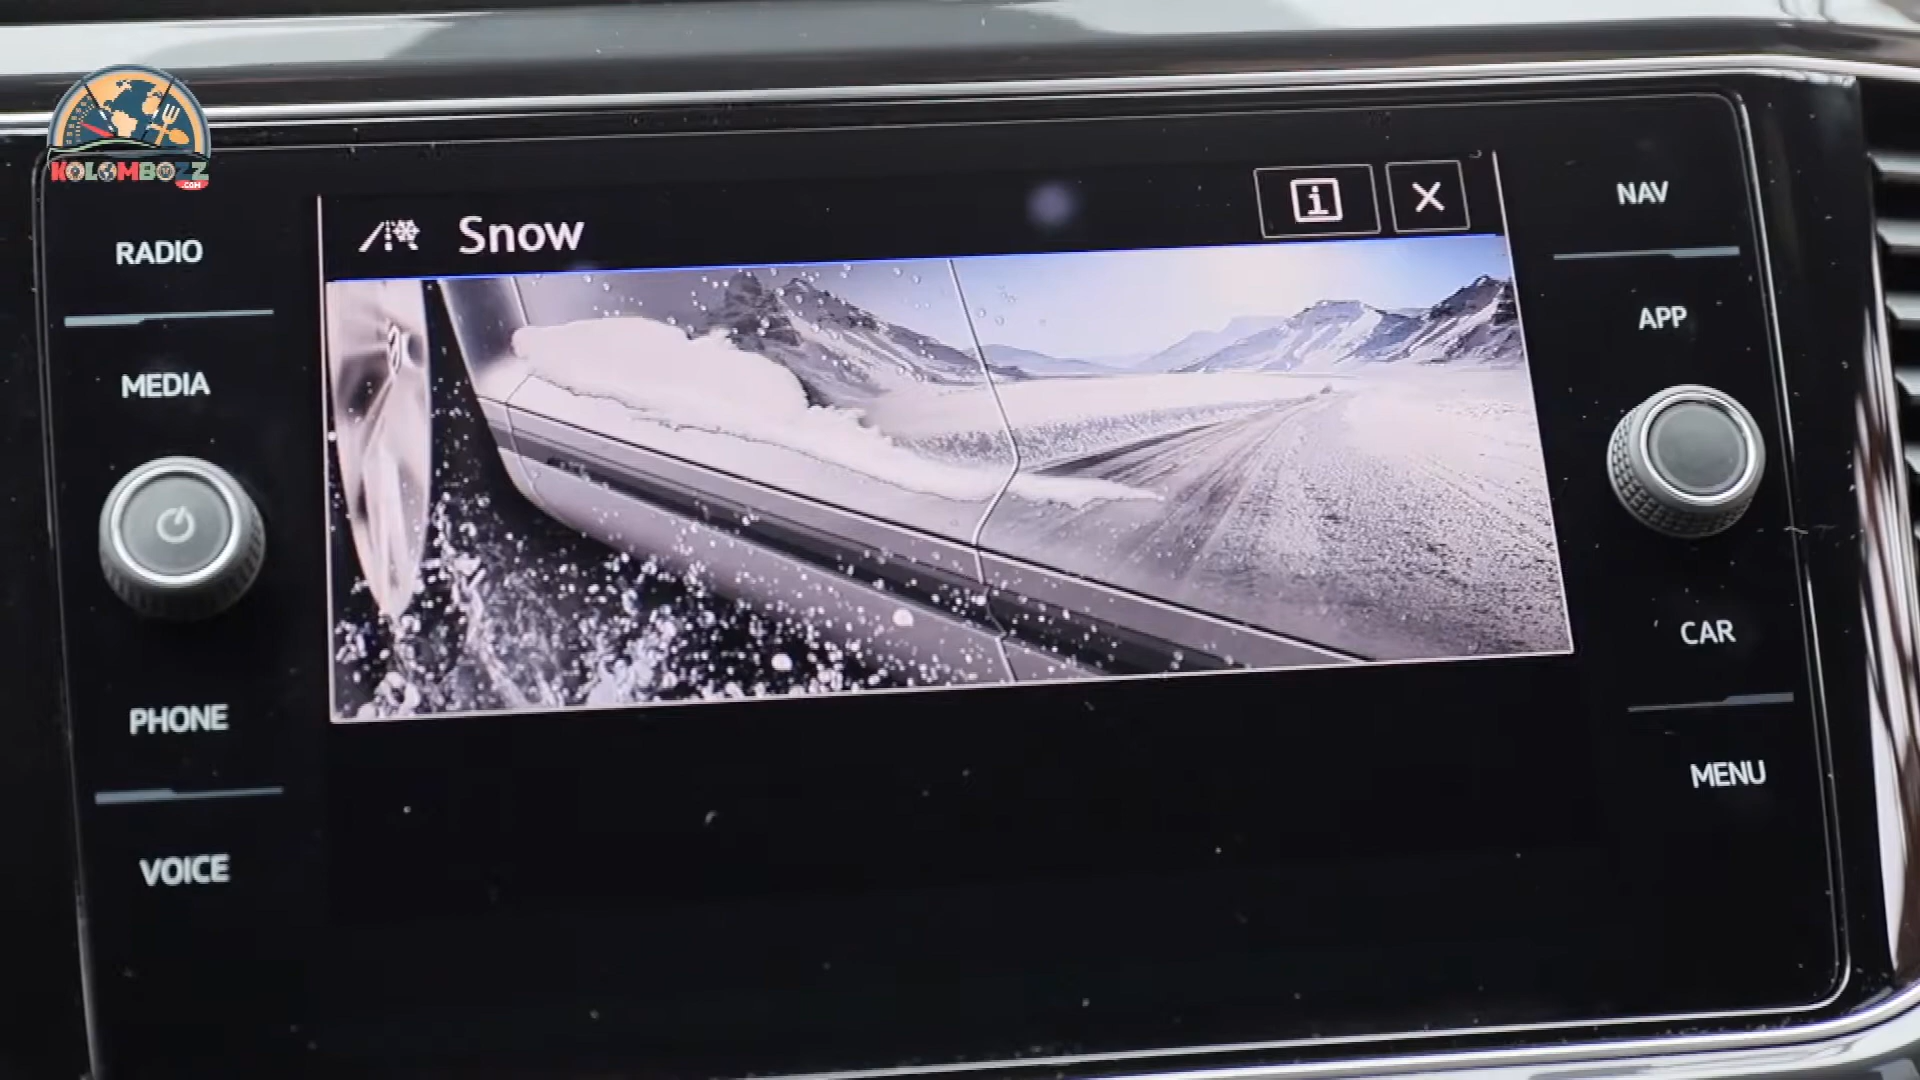 KOLOMBOZZ
.COM
Snow
i
RADIO
MEDIA
PHONE
VOICE
NAV
APP
CAR
MENU